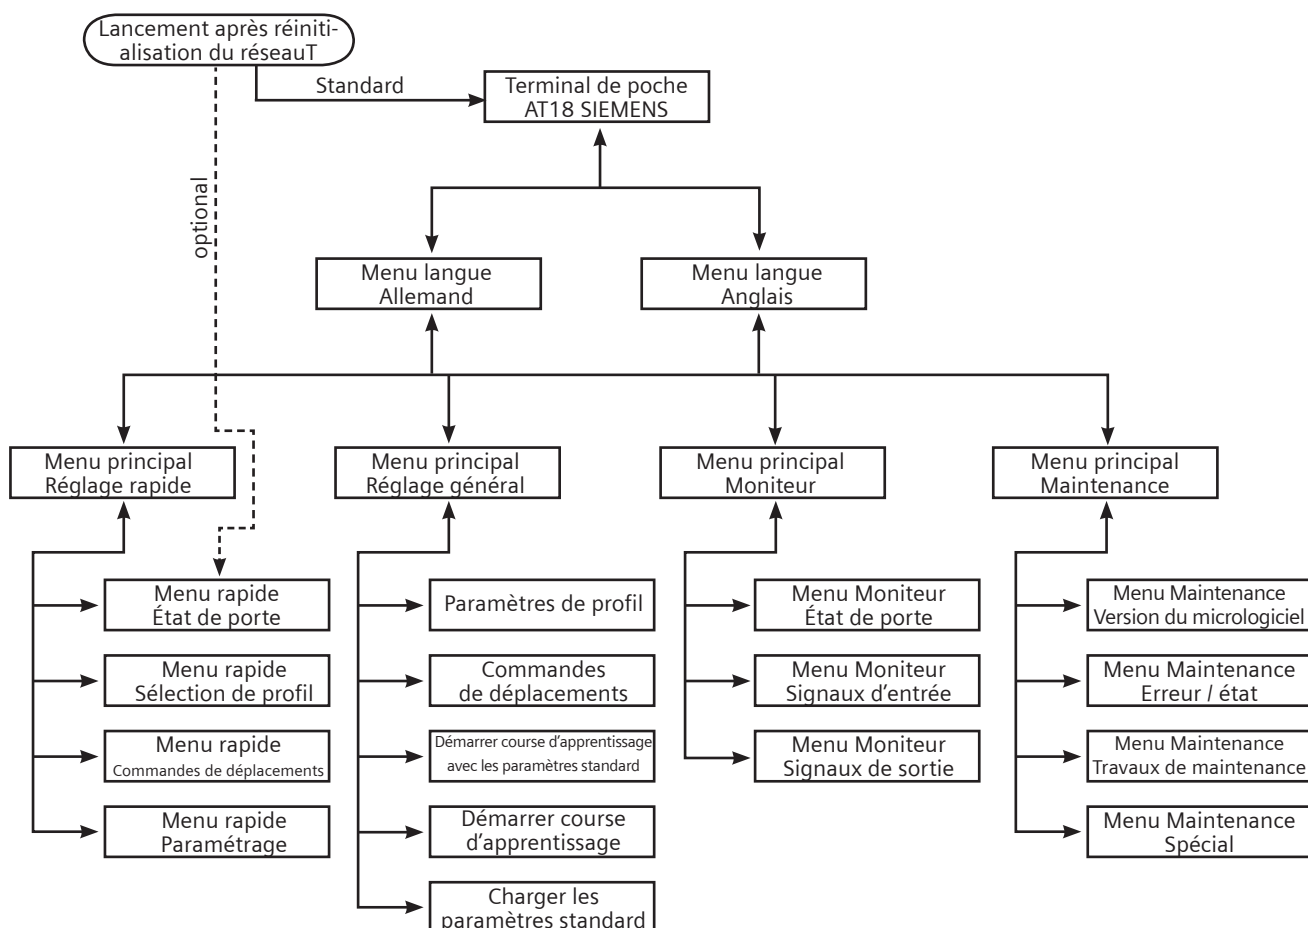 Lancement après réiniti-
alisation du réseauT
Standard
Terminal de poche
AT18 SIEMENS
optional
Menu langue
Allemand
Menu langue
Anglais
Menu principal
Réglage rapide
Menu principal
Réglage général
Menu principal
Moniteur
Menu principal
Maintenance
Menu rapide
État de porte
Menu rapide
Sélection de profil
Menu rapide
Commandes de déplacements
Menu rapide
Paramétrage
Paramètres de profil
Commandes
de déplacements
Démarrer course d'apprentissage
avec les paramètres standard
Démarrer course
d'apprentissage
Charger les
paramètres standard
Menu Moniteur
État de porte
Menu Moniteur
Signaux d'entrée
Menu Moniteur
Signaux de sortie
Menu Maintenance
Version du micrologiciel
Menu Maintenance
Erreur / état
Menu Maintenance
Travaux de maintenance
Menu Maintenance
Spécial